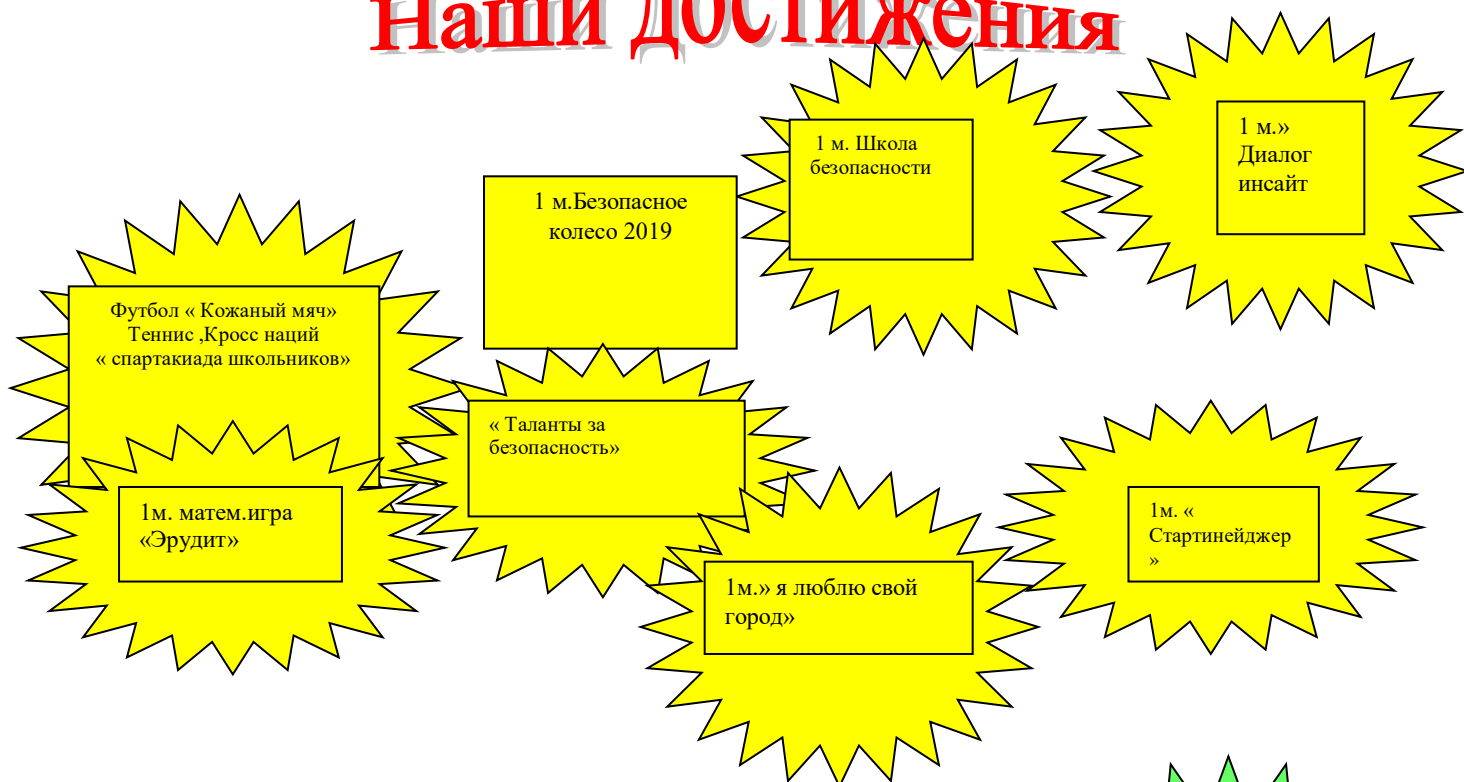 Наши достижения
1 м. Школа
безопасности
1 м.»
Диалог
инсайт
1 м.Безопасное
колесо 2019
Футбол « Кожаный мяч»
Теннис ,Кросс наций
« спартакиада школьников»
« Таланты за
безопасность»
1м. матем.игра
«Эрудит»
1м. «
Стартинейджер
»
1м.» я люблю свой
город»